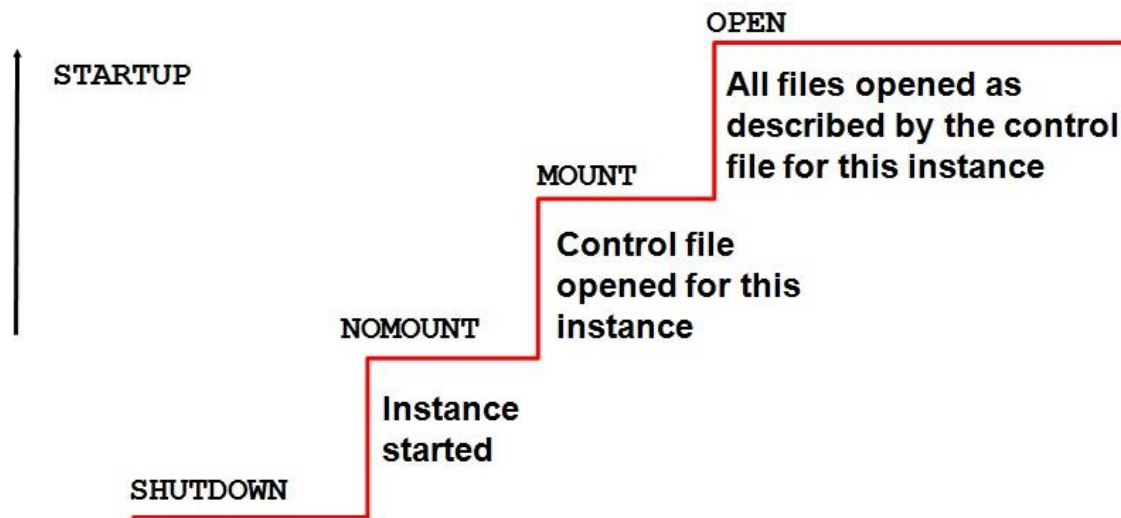 OPEN
STARTUP
All files opened as
described by the control
file for this instance
MOUNT
Control file
opened for this
instance
NOMOUNT
Instance
started
SHUTDOWN